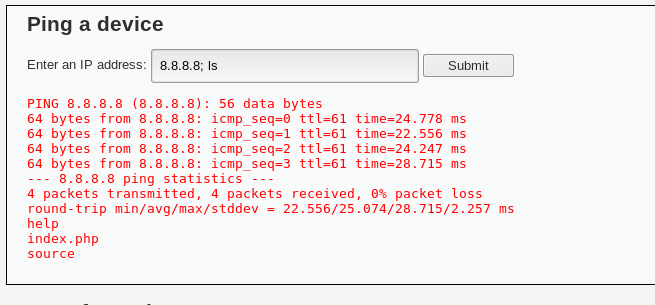 Ping a device
Enter an IP address: 8.8.8.8; ls Submit
PING 8.8.8.8 (8.8.8.8): 56 data bytes
64 bytes from 8.8.8.8: icmp_seq=0 ttl=61 time=24.778 ms
64 bytes from 8.8.8.8: icmp_seq=1 ttl=61 time=22.556 ms
64 bytes from 8.8.8.8: icmp_seq=2 ttl=61 time=24.247 ms
64 bytes from 8.8.8.8: icmp_seq=3 ttl=61 time=28.715 ms
--- 8.8.8.8 ping statistics ---
4 packets transmitted, 4 packets received, 0% packet loss
round-trip min/avg/max/stddev = 22.556/25.074/28.715/2.257 ms
help
index.php
source